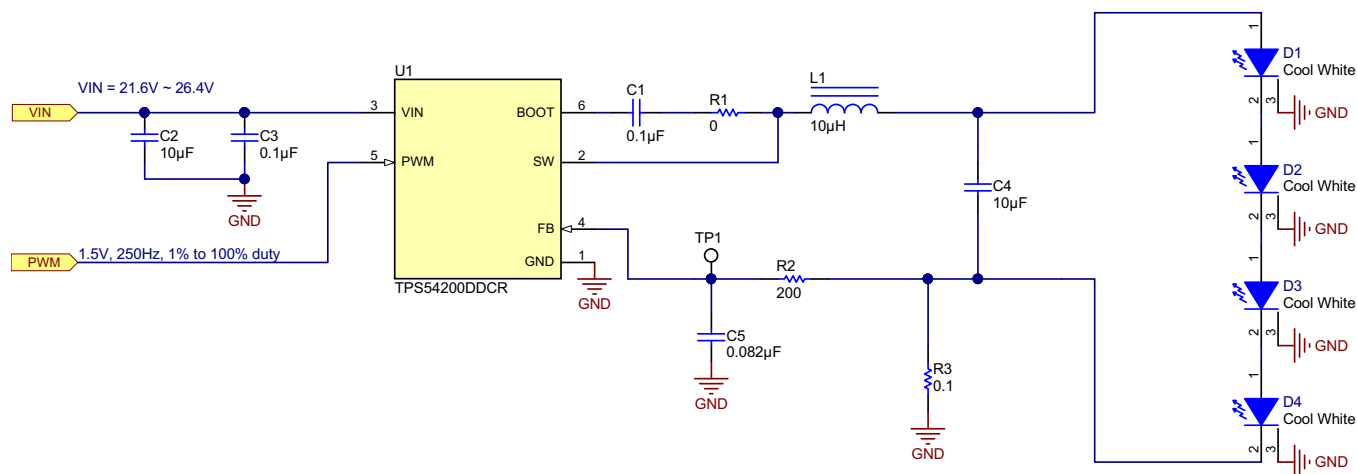 VIN = 21.6V ~ 26.4V
VIN
C2
10µF
C3
0.1µF
GND
PWM
1.5V, 250Hz, 1% to 100% duty
U1
3
VIN
5
PWM
BOOT
6
SW
2
FB
4
GND
1
TPS54200DDCR
GND
C1
0.1µF
R1
0
L1
10µH
C4
10µF
TP1
R2
200
C5
0.082µF
GND
R3
0.1
GND
1
D1
Cool White
2
3
GND
1
D2
Cool White
2
3
GND
1
D3
Cool White
2
3
GND
1
D4
Cool White
2
3
GND